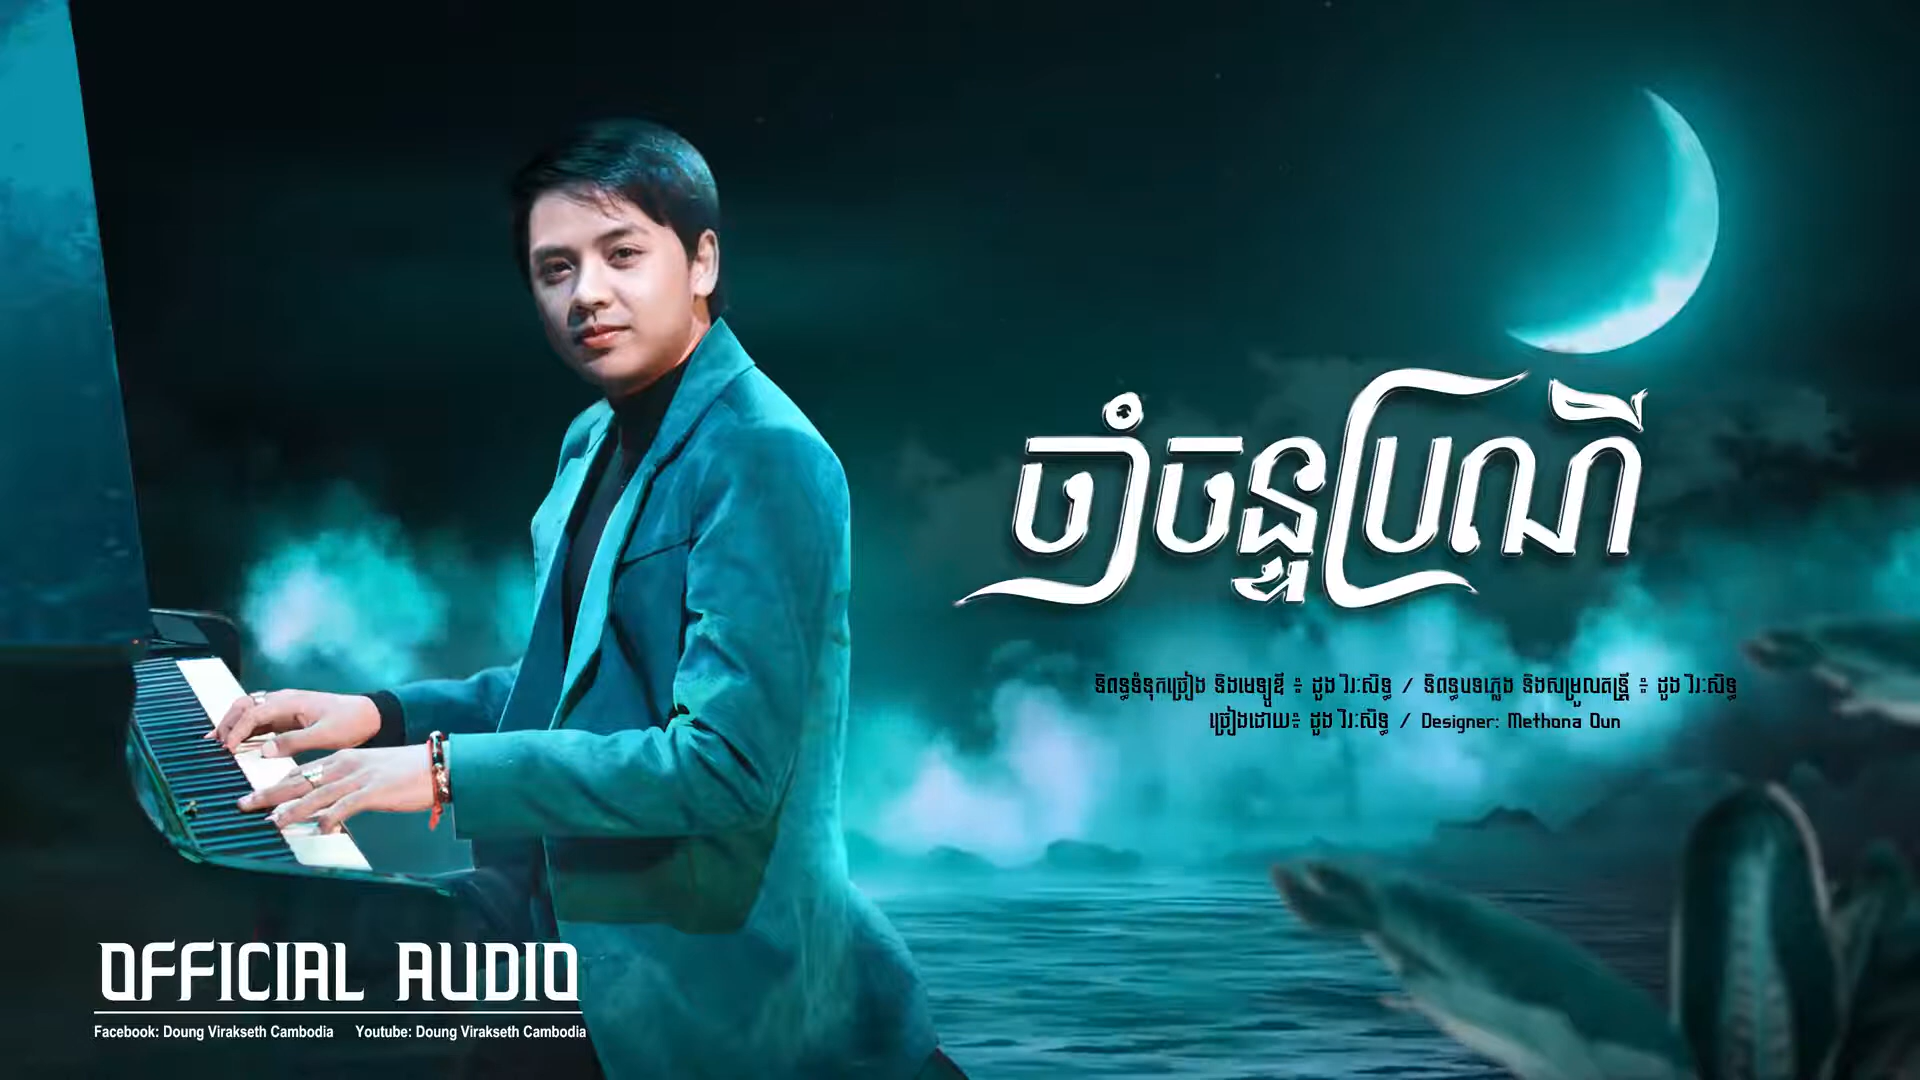 ចាំចន្ទប្រណី
និពន្ធទំនុកច្រៀង និងមេឡូឌី ៖ ដួង វីរៈសិទ្ធ / និពន្ធបទភ្លេង និងសម្រួលតន្ត្រី ៖ ដួង វីរៈសិទ្ធ
ច្រៀងដោយ៖ ដួង វីរៈសិទ្ធ / Designer: Methona Oun
OFFICIAL AUDIO
Facebook: Doung Virakseth Cambodia Youtube: Doung Virakseth Cambodia